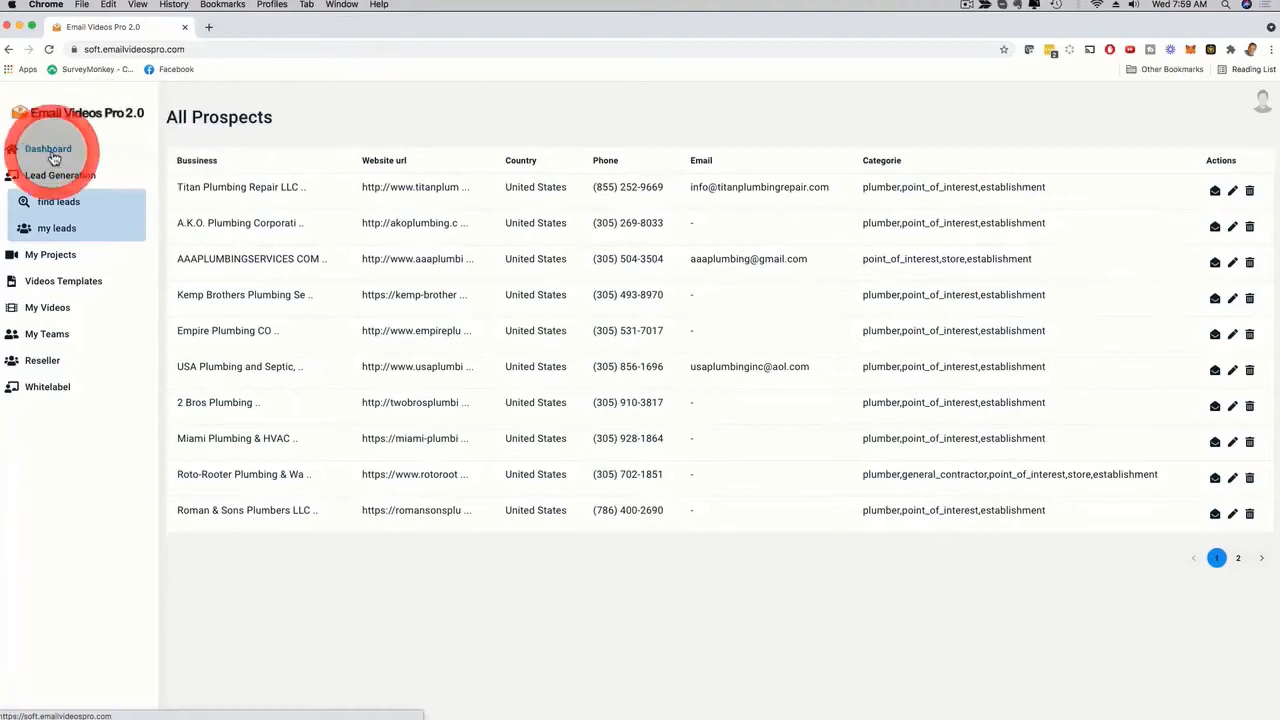 Chrome File Edit View History Bookmarks Profiles Tab Window Help Wed 7:59 AM
Email Videos Pro 2.0
soft.emailvideospro.com
Apps SurveyMonkey - C... Facebook Other Bookmarks Reading List
Email Videos Pro 2.0
All Prospects
Dashboard
Lead Generation
find leads
my leads
My Projects
Videos Templates
My Videos
My Teams
Reseller
Whitelabel
Bussiness Website url Country Phone Email Categorie Actions
Titan Plumbing Repair LLC .. http://www.titanplum ... United States (855) 252-9669 info@titanplumbingrepair.com plumber,point_of_interest,establishment
A.K.O. Plumbing Corporati .. http://akoplumbing.c ... United States (305) 269-8033 - plumber,point_of_interest,establishment
AAAPLUMBINGSERVICES COM .. http://www.aaaplumbi ... United States (305) 504-3504 aaaplumbing@gmail.com point_of_interest,store,establishment
Kemp Brothers Plumbing Se .. https://kemp-brother ... United States (305) 493-8970 - plumber,point_of_interest,establishment
Empire Plumbing CO .. http://www.empireplu ... United States (305) 531-7017 - plumber,point_of_interest,establishment
USA Plumbing and Septic, .. http://www.usaplumbi ... United States (305) 856-1696 usaplumbinginc@aol.com plumber,point_of_interest,establishment
2 Bros Plumbing .. http://twobrosplumbi ... United States (305) 910-3817 - plumber,point_of_interest,establishment
Miami Plumbing & HVAC .. https://miami-plumbi ... United States (305) 928-1864 - plumber,point_of_interest,establishment
Roto-Rooter Plumbing & Wa .. https://www.rotoroot ... United States (305) 702-1851 - plumber,general_contractor,point_of_interest,store,establishment
Roman & Sons Plumbers LLC .. https://romansonsplu ... United States (786) 400-2690 - plumber,point_of_interest,establishment
1 2
https://soft.emailvideospro.com